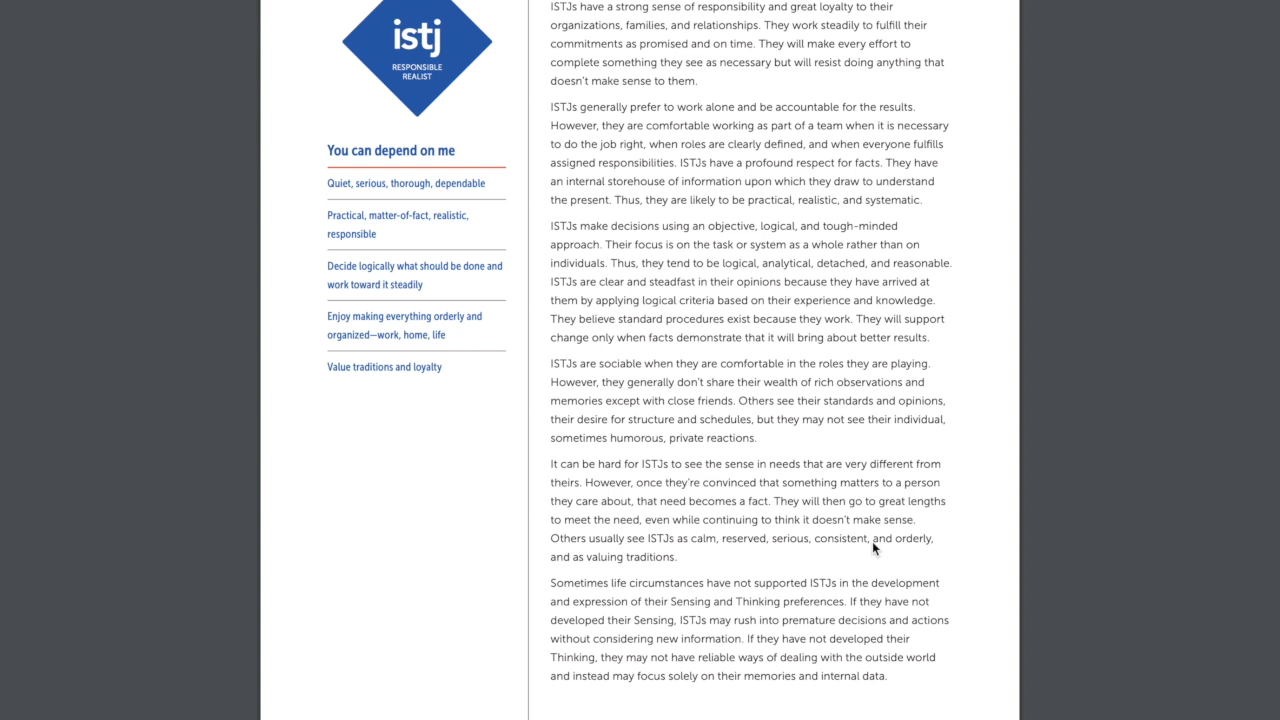 istj
RESPONSIBLE
REALIST
You can depend on me
Quiet, serious, thorough, dependable
Practical, matter-of-fact, realistic,
responsible
Decide logically what should be done and
work toward it steadily
Enjoy making everything orderly and
organized—work, home, life
Value traditions and loyalty
ISTJs have a strong sense of responsibility and great loyalty to their
organizations, families, and relationships. They work steadily to fulfill their
commitments as promised and on time. They will make every effort to
complete something they see as necessary but will resist doing anything that
doesn't make sense to them.
ISTJs generally prefer to work alone and be accountable for the results.
However, they are comfortable working as part of a team when it is necessary
to do the job right, when roles are clearly defined, and when everyone fulfills
assigned responsibilities. ISTJs have a profound respect for facts. They have
an internal storehouse of information upon which they draw to understand
the present. Thus, they are likely to be practical, realistic, and systematic.
ISTJs make decisions using an objective, logical, and tough-minded
approach. Their focus is on the task or system as a whole rather than on
individuals. Thus, they tend to be logical, analytical, detached, and reasonable.
ISTJs are clear and steadfast in their opinions because they have arrived at
them by applying logical criteria based on their experience and knowledge.
They believe standard procedures exist because they work. They will support
change only when facts demonstrate that it will bring about better results.
ISTJs are sociable when they are comfortable in the roles they are playing.
However, they generally don't share their wealth of rich observations and
memories except with close friends. Others see their standards and opinions,
their desire for structure and schedules, but they may not see their individual,
sometimes humorous, private reactions.
It can be hard for ISTJs to see the sense in needs that are very different from
theirs. However, once they're convinced that something matters to a person
they care about, that need becomes a fact. They will then go to great lengths
to meet the need, even while continuing to think it doesn't make sense.
Others usually see ISTJs as calm, reserved, serious, consistent, and orderly,
and as valuing traditions.
Sometimes life circumstances have not supported ISTJs in the development
and expression of their Sensing and Thinking preferences. If they have not
developed their Sensing, ISTJs may rush into premature decisions and actions
without considering new information. If they have not developed their
Thinking, they may not have reliable ways of dealing with the outside world
and instead may focus solely on their memories and internal data.